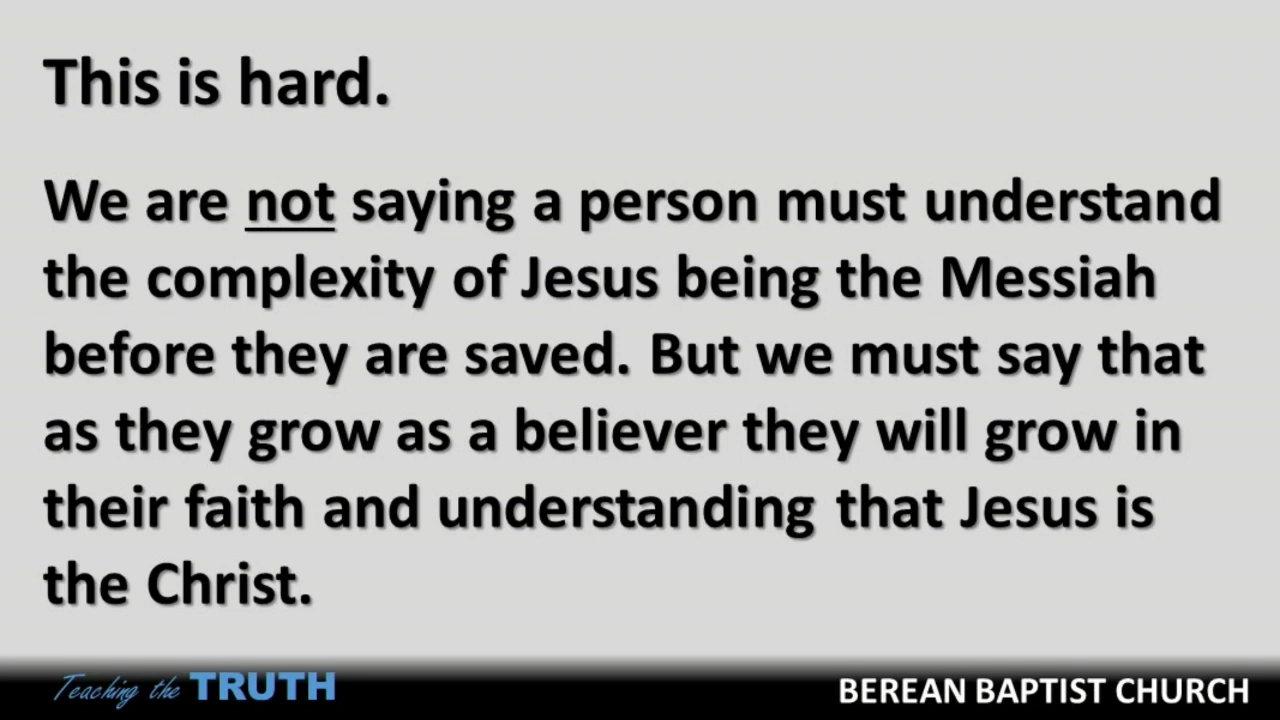 This is hard.
We are not saying a person must understand
the complexity of Jesus being the Messiah
before they are saved. But we must say that
as they grow as a believer they will grow in
their faith and understanding that Jesus is
the Christ.
Teaching the TRUTH
BEREAN BAPTIST CHURCH